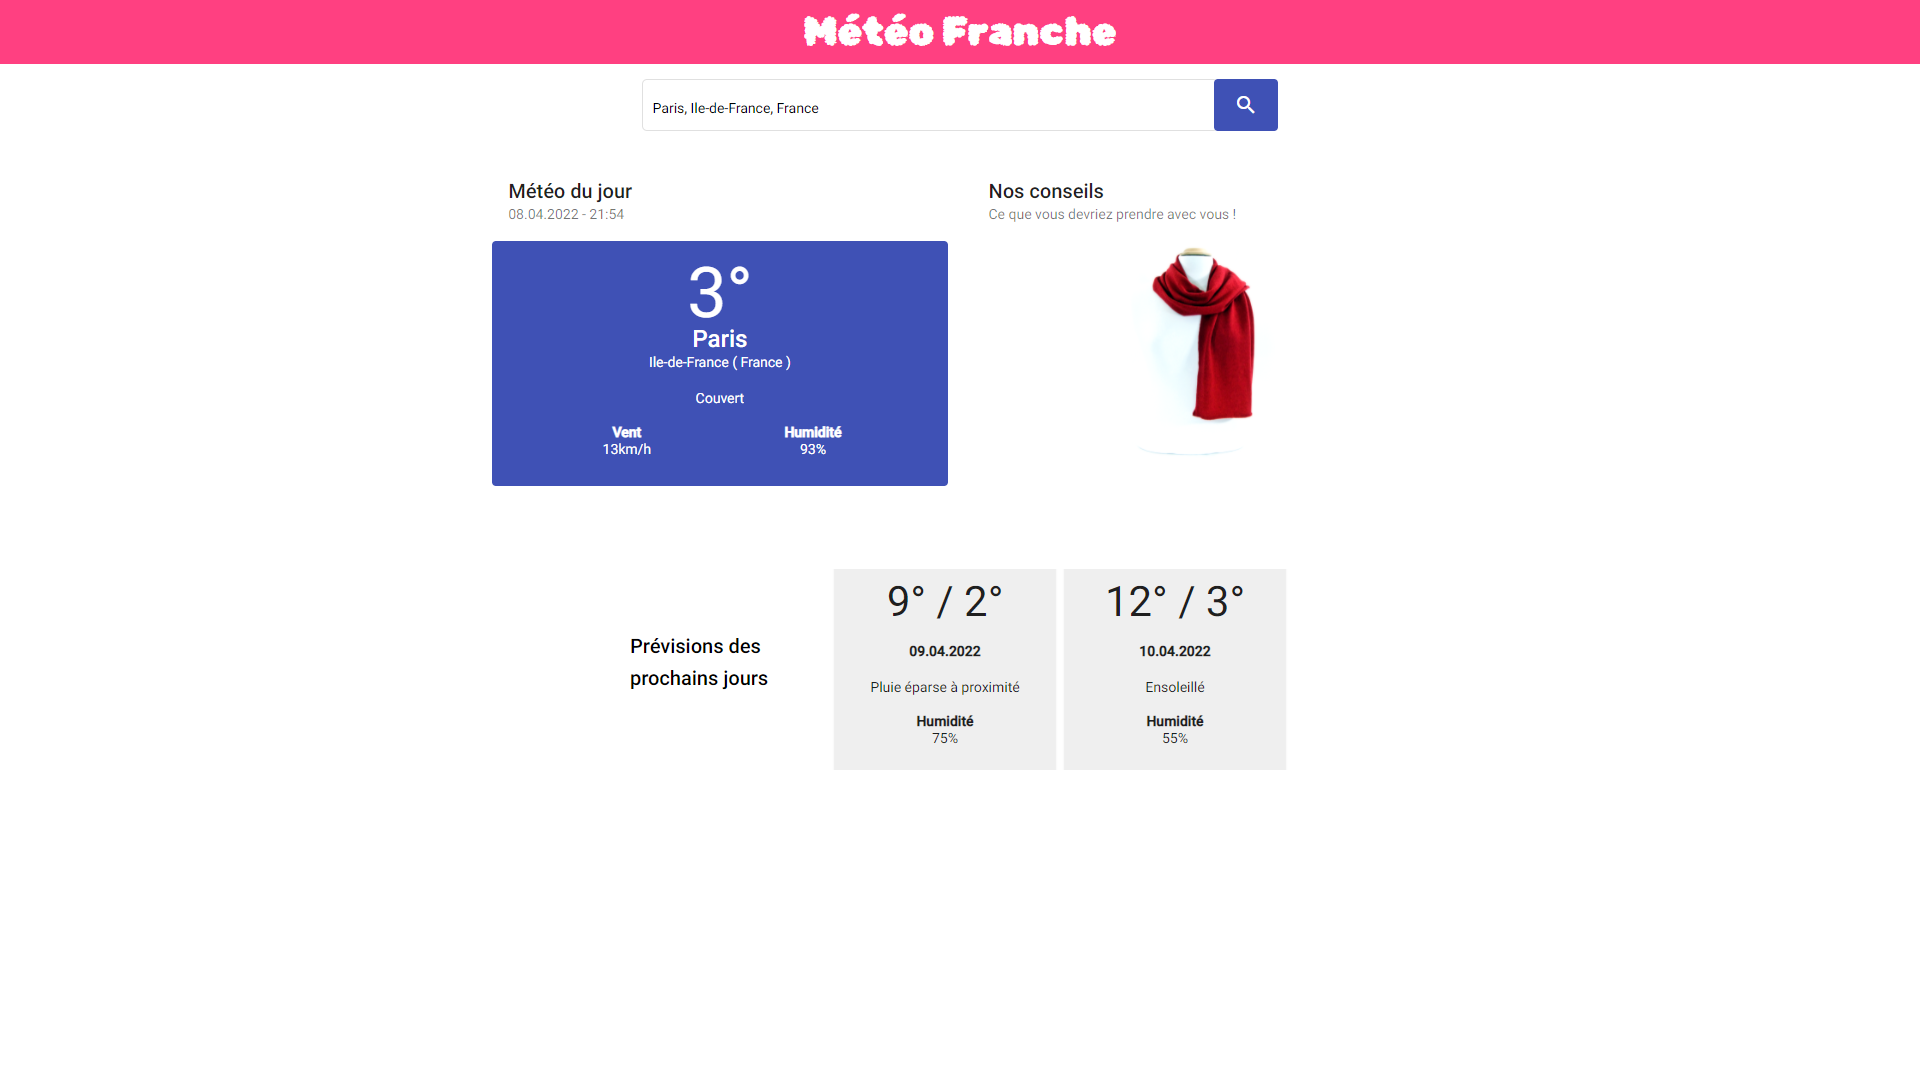 Météo Franche
Paris, Ile-de-France, France
Météo du jour
08.04.2022 - 21:54
3°
Paris
Ile-de-France ( France )
Couvert
Vent
13km/h
Humidité
93%
Nos conseils
Ce que vous devriez prendre avec vous !
Prévisions des
prochains jours
9° / 2°
09.04.2022
Pluie éparse à proximité
Humidité
75%
12° / 3°
10.04.2022
Ensoleillé
Humidité
55%